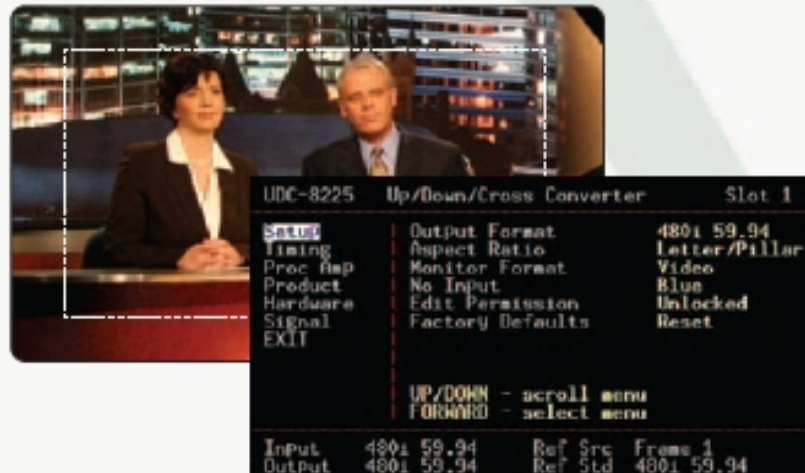 UDC-8225 Up/Down/Cross Converter Slot 1
Setup Output Format 480i 59.94
Timing Aspect Ratio Letter/Pillar
Proc Amp Monitor Format Video
Product No Input Blue
Hardware Edit Permission Unlocked
Signal Factory Defaults Reset
EXIT
UP/DOWN - scroll menu
FORWARD - select menu
Input 480i 59.94 Ref Src Frame 1
Output 480i 59.94 Ref Std 480i 59.94